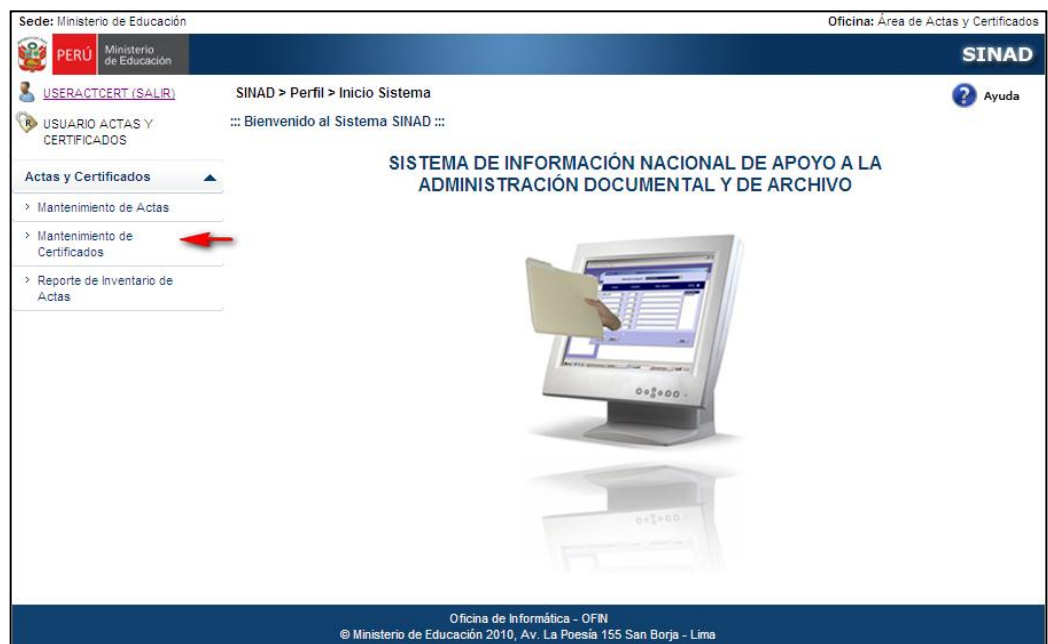 Sede: Ministerio de Educación
Oficina: Área de Actas y Certificados
PERÚ
Ministerio
de Educación
SINAD
USERACTCERT (SALIR)
SINAD > Perfil > Inicio Sistema
Ayuda
USUARIO ACTAS Y
CERTIFICADOS
::: Bienvenido al Sistema SINAD :::
SISTEMA DE INFORMACIÓN NACIONAL DE APOYO A LA
ADMINISTRACIÓN DOCUMENTAL Y DE ARCHIVO
Actas y Certificados
> Mantenimiento de Actas
> Mantenimiento de
Certificados
> Reporte de Inventario de
Actas
Oficina de Informática - OFIN
© Ministerio de Educación 2010, Av. La Poesía 155 San Borja - Lima